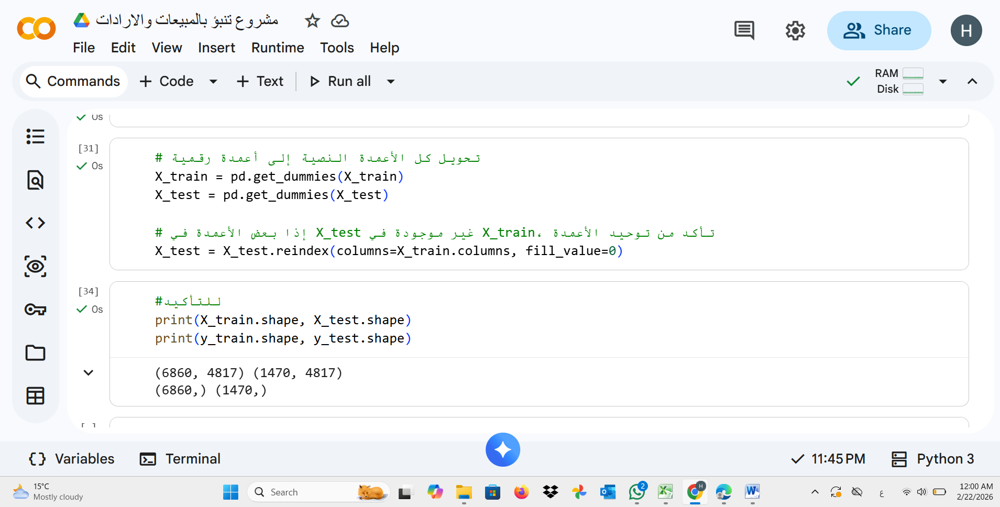 مشروع تنبؤ بالمبيعات والارادات
File Edit View Insert Runtime Tools Help
Share
H
Commands + Code + Text Run all
RAM
Disk
0s
[31]
0s
# تحويل كل الأعمدة النصية إلى أعمدة رقمية
X_train = pd.get_dummies(X_train)
X_test = pd.get_dummies(X_test)
# إذا بعض الأعمدة في X_test غير موجودة في X_train، تأكد من توحيد الأعمدة
X_test = X_test.reindex(columns=X_train.columns, fill_value=0)
[34]
0s
#للتأكيد
print(X_train.shape, X_test.shape)
print(y_train.shape, y_test.shape)
(6860, 4817) (1470, 4817)
(6860,) (1470,)
[ ]
{} Variables Terminal
11:45 PM Python 3
15°C
Mostly cloudy
Search
2
H
ع
12:00 AM
2/22/2026